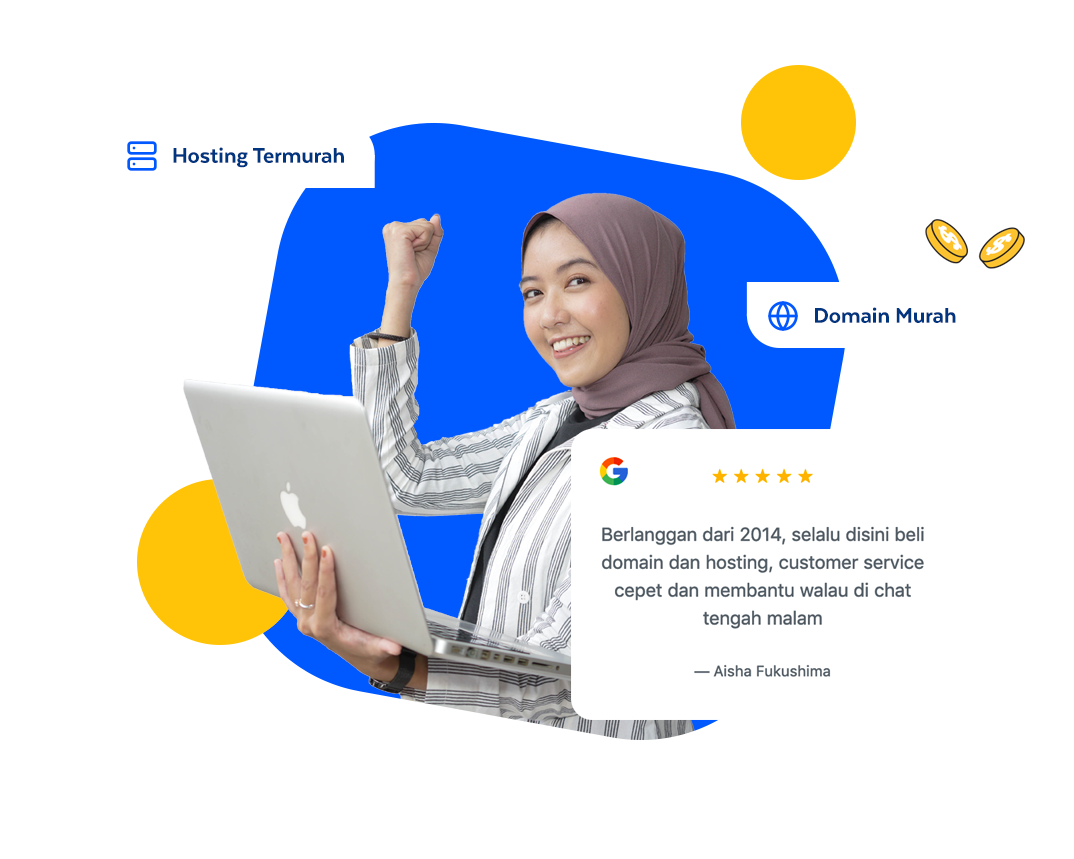 Hosting Termurah
Domain Murah
Berlanggan dari 2014, selalu disini beli
domain dan hosting, customer service
cepet dan membantu walau di chat
tengah malam
— Aisha Fukushima